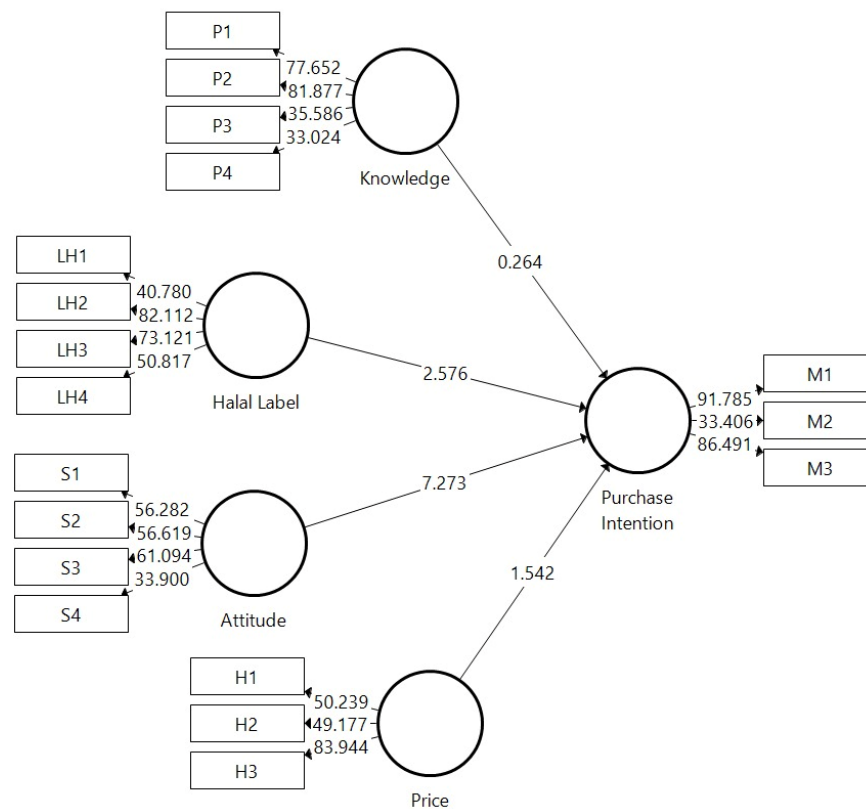 P1
P2
P3
P4
77.652
81.877
35.586
33.024
Knowledge
0.264
LH1
LH2
LH3
LH4
40.780
82.112
73.121
50.817
Halal Label
2.576
S1
S2
S3
S4
56.282
56.619
61.094
33.900
Attitude
7.273
H1
H2
H3
50.239
49.177
83.944
Price
1.542
Purchase
Intention
91.785
33.406
86.491
M1
M2
M3